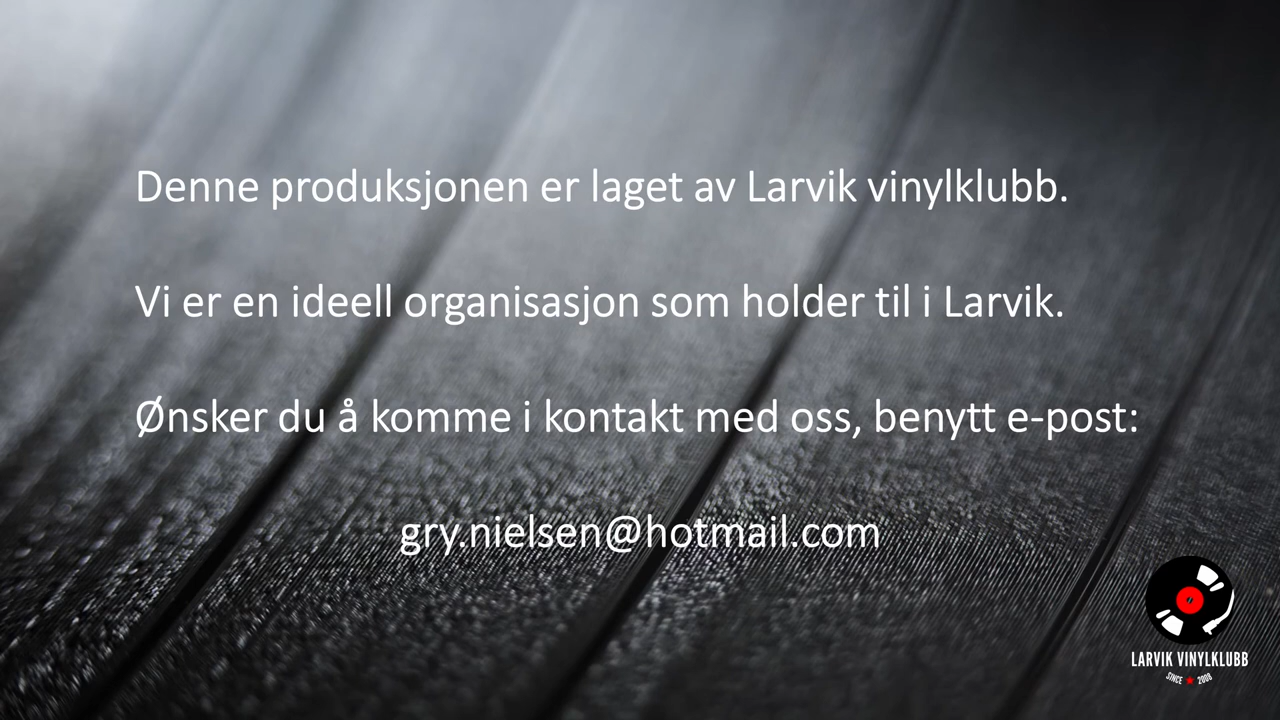 Denne produksjonen er laget av Larvik vinylklubb.
Vi er en ideell organisasjon som holder til i Larvik.
Ønsker du å komme i kontakt med oss, benytt e-post:
gry.nielsen@hotmail.com
LARVIK VINYLKLUBB
SINCE ★ 2008